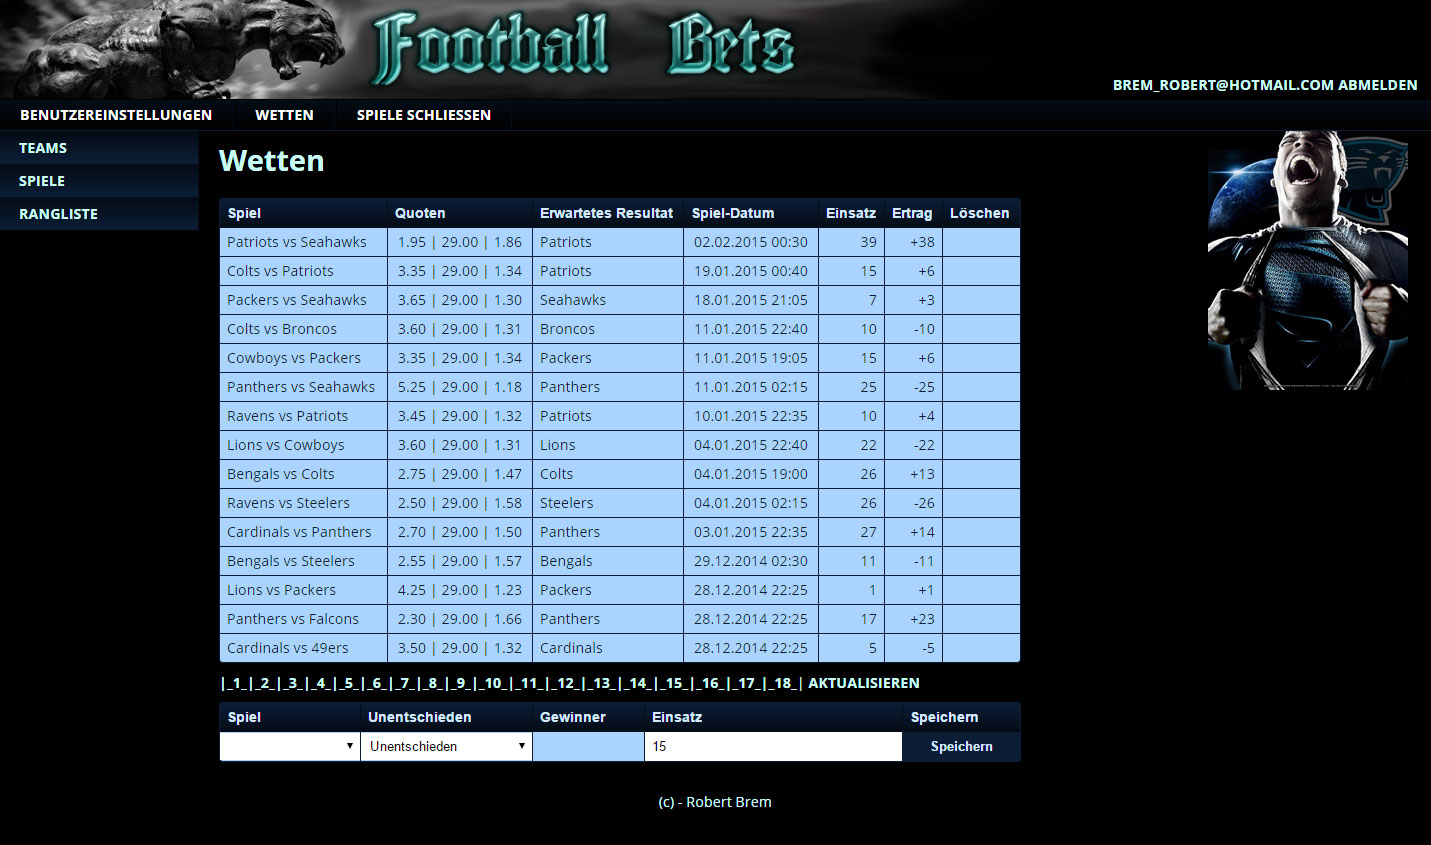 Football Bets
BREM_ROBERT@HOTMAIL.COM ABMELDEN
BENUTZEREINSTELLUNGEN WETTEN SPIELE SCHLIESSEN
TEAMS
SPIELE
RANGLISTE
Wetten
Spiel Quoten Erwartetes Resultat Spiel-Datum Einsatz Ertrag Löschen
Patriots vs Seahawks 1.95 | 29.00 | 1.86 Patriots 02.02.2015 00:30 39 +38
Colts vs Patriots 3.35 | 29.00 | 1.34 Patriots 19.01.2015 00:40 15 +6
Packers vs Seahawks 3.65 | 29.00 | 1.30 Seahawks 18.01.2015 21:05 7 +3
Colts vs Broncos 3.60 | 29.00 | 1.31 Broncos 11.01.2015 22:40 10 -10
Cowboys vs Packers 3.35 | 29.00 | 1.34 Packers 11.01.2015 19:05 15 +6
Panthers vs Seahawks 5.25 | 29.00 | 1.18 Panthers 11.01.2015 02:15 25 -25
Ravens vs Patriots 3.45 | 29.00 | 1.32 Patriots 10.01.2015 22:35 10 +4
Lions vs Cowboys 3.60 | 29.00 | 1.31 Lions 04.01.2015 22:40 22 -22
Bengals vs Colts 2.75 | 29.00 | 1.47 Colts 04.01.2015 19:00 26 +13
Ravens vs Steelers 2.50 | 29.00 | 1.58 Steelers 04.01.2015 02:15 26 -26
Cardinals vs Panthers 2.70 | 29.00 | 1.50 Panthers 03.01.2015 22:35 27 +14
Bengals vs Steelers 2.55 | 29.00 | 1.57 Bengals 29.12.2014 02:30 11 -11
Lions vs Packers 4.25 | 29.00 | 1.23 Packers 28.12.2014 22:25 1 +1
Panthers vs Falcons 2.30 | 29.00 | 1.66 Panthers 28.12.2014 22:25 17 +23
Cardinals vs 49ers 3.50 | 29.00 | 1.32 Cardinals 28.12.2014 22:25 5 -5
|_1_|_2_|_3_|_4_|_5_|_6_|_7_|_8_|_9_|_10_|_11_|_12_|_13_|_14_|_15_|_16_|_17_|_18_| AKTUALISIEREN
Spiel Unentschieden Gewinner Einsatz Speichern
Unentschieden 15 Speichern
(c) - Robert Brem